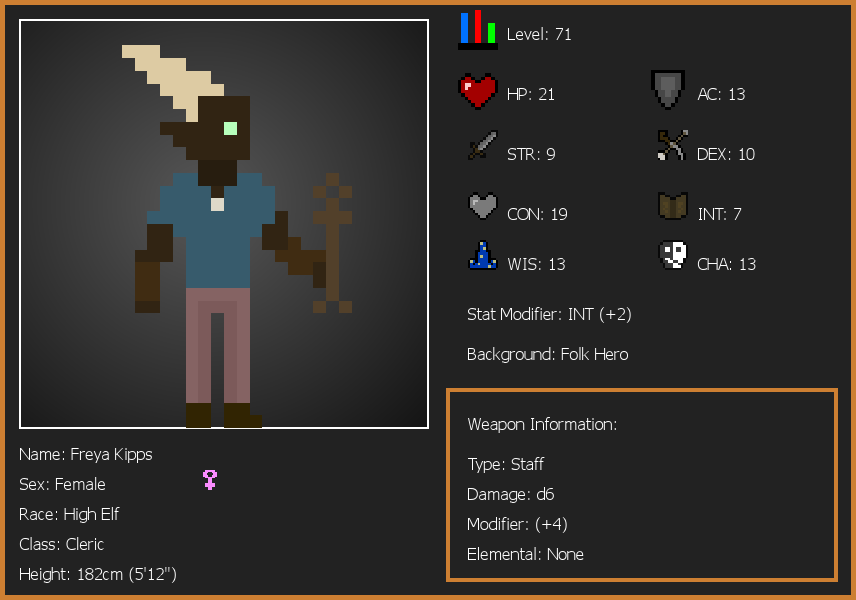 Level: 71
HP: 21
AC: 13
STR: 9
DEX: 10
CON: 19
INT: 7
WIS: 13
CHA: 13
Stat Modifier: INT (+2)
Background: Folk Hero
Weapon Information:
Type: Staff
Damage: d6
Modifier: (+4)
Elemental: None
Name: Freya Kipps
Sex: Female
Race: High Elf
Class: Cleric
Height: 182cm (5'12")